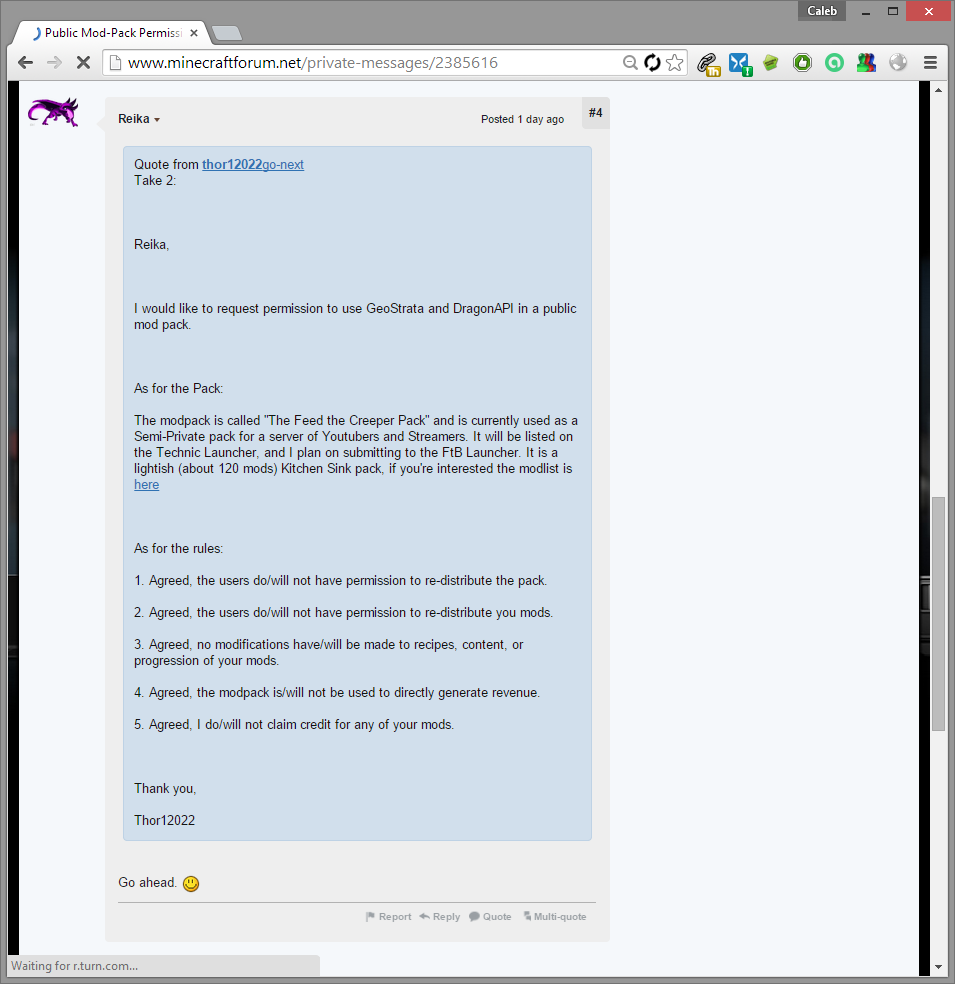 Caleb
Public Mod-Pack Permiss
www.minecraftforum.net/private-messages/2385616
Reika
Posted 1 day ago
#4
Quote from thor12022go-next
Take 2:
Reika,
I would like to request permission to use GeoStrata and DragonAPI in a public
mod pack.
As for the Pack:
The modpack is called "The Feed the Creeper Pack" and is currently used as a
Semi-Private pack for a server of Youtubers and Streamers. It will be listed on
the Technic Launcher, and I plan on submitting to the FtB Launcher. It is a
lightish (about 120 mods) Kitchen Sink pack, if you're interested the modlist is
here
As for the rules:
1. Agreed, the users do/will not have permission to re-distribute the pack.
2. Agreed, the users do/will not have permission to re-distribute you mods.
3. Agreed, no modifications have/will be made to recipes, content, or
progression of your mods.
4. Agreed, the modpack is/will not be used to directly generate revenue.
5. Agreed, I do/will not claim credit for any of your mods.
Thank you,
Thor12022
Go ahead.
Report Reply Quote Multi-quote
Waiting for r.turn.com...